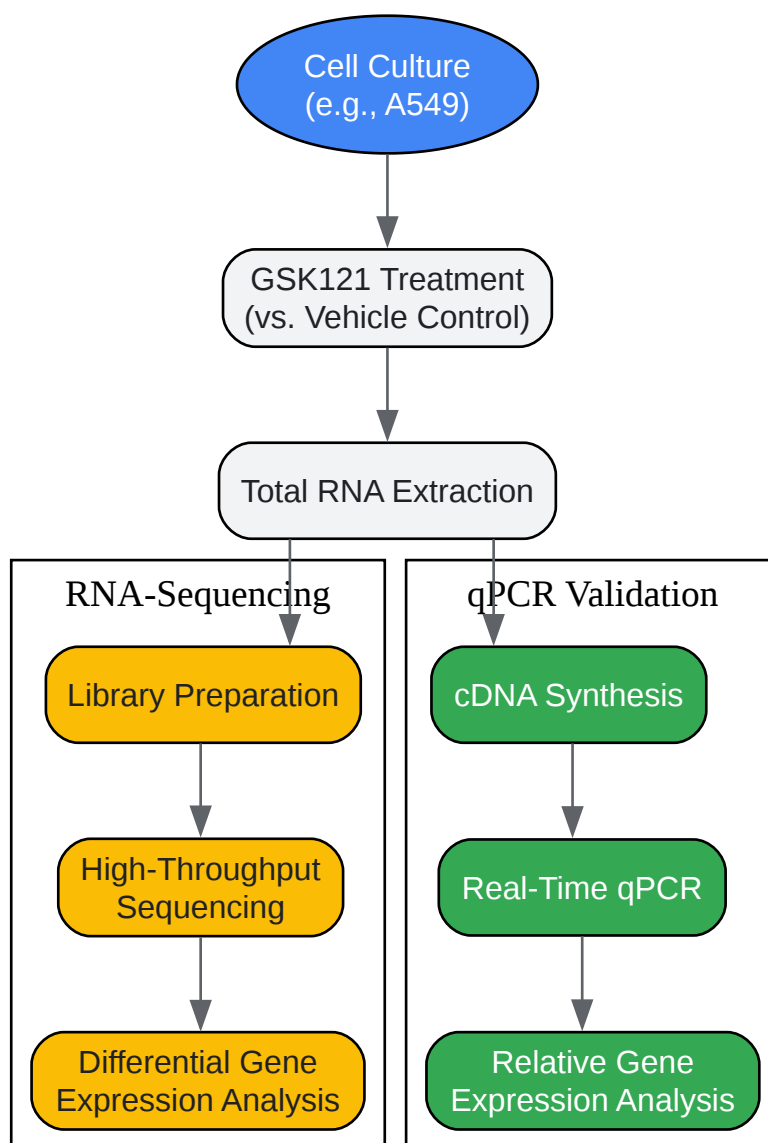 Cell Culture
(e.g., A549)
GSK121 Treatment
(vs. Vehicle Control)
Total RNA Extraction
RNA-Sequencing
Library Preparation
High-Throughput
Sequencing
Differential Gene
Expression Analysis
qPCR Validation
cDNA Synthesis
Real-Time qPCR
Relative Gene
Expression Analysis